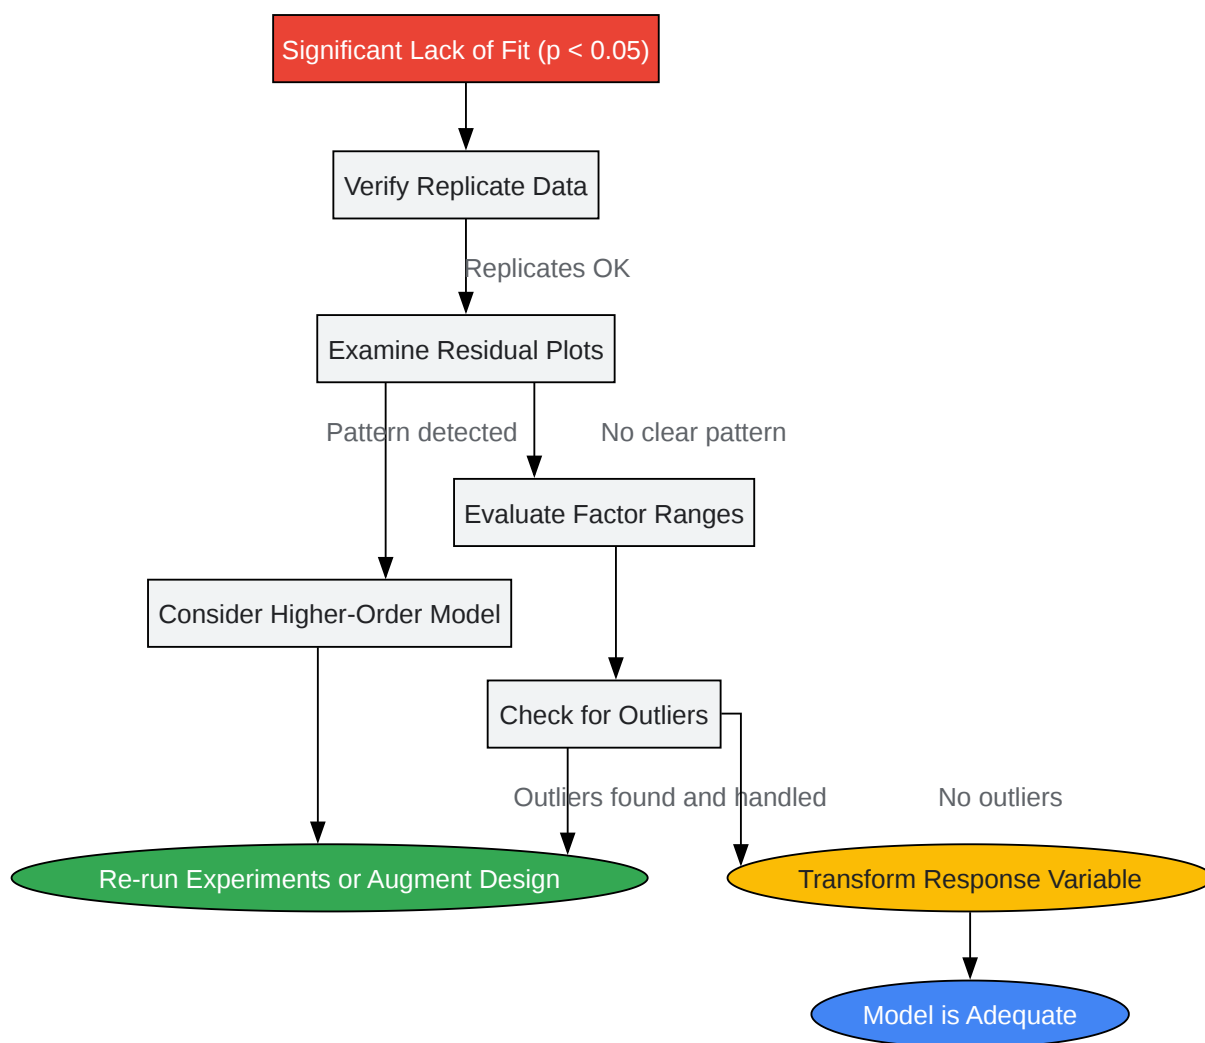 Significant Lack of Fit (p < 0.05)
Verify Replicate Data
Replicates OK
Examine Residual Plots
Pattern detected
No clear pattern
Evaluate Factor Ranges
Consider Higher-Order Model
Check for Outliers
Outliers found and handled
No outliers
Re-run Experiments or Augment Design
Transform Response Variable
Model is Adequate